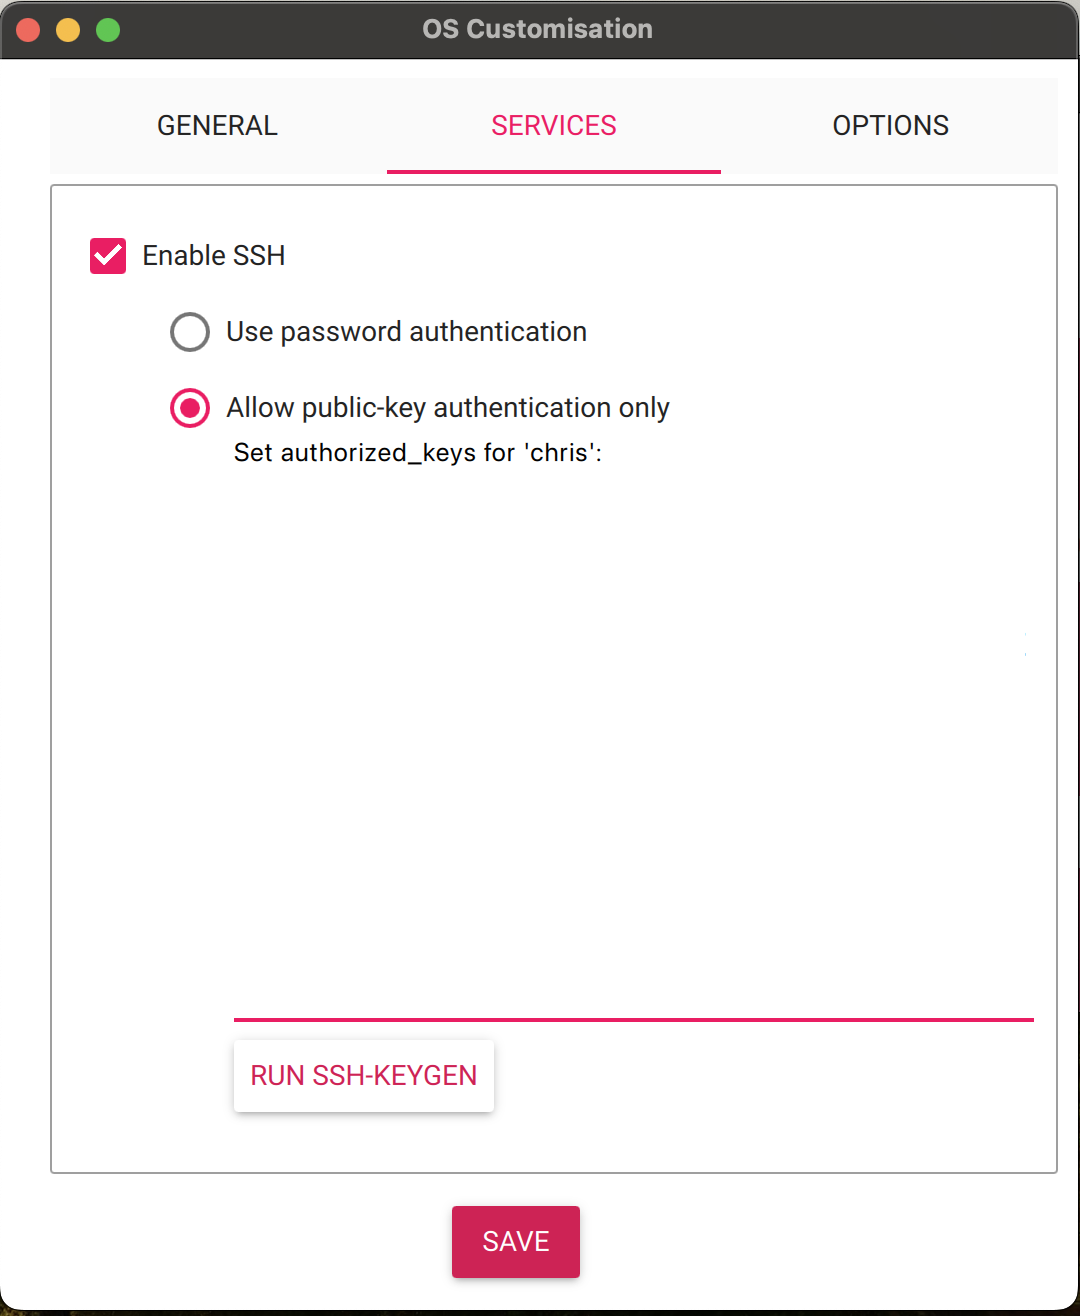 OS Customisation
GENERAL
SERVICES
OPTIONS
Enable SSH
Use password authentication
Allow public-key authentication only
Set authorized_keys for 'chris':
RUN SSH-KEYGEN
SAVE